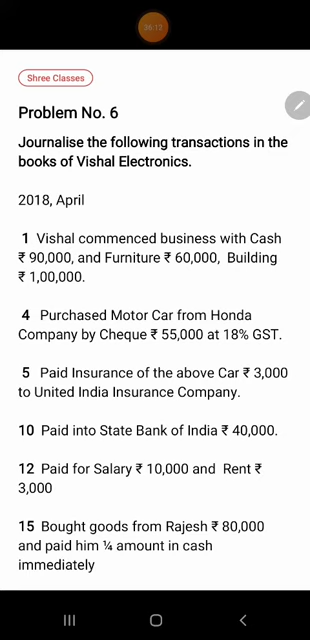 36:12
Shree Classes
Problem No. 6
Journalise the following transactions in the
books of Vishal Electronics.
2018, April
1 Vishal commenced business with Cash
₹ 90,000, and Furniture ₹ 60,000, Building
₹ 1,00,000.
4 Purchased Motor Car from Honda
Company by Cheque ₹ 55,000 at 18% GST.
5 Paid Insurance of the above Car ₹ 3,000
to United India Insurance Company.
10 Paid into State Bank of India ₹ 40,000.
12 Paid for Salary ₹ 10,000 and Rent ₹
3,000
15 Bought goods from Rajesh ₹ 80,000
and paid him ¼ amount in cash
immediately